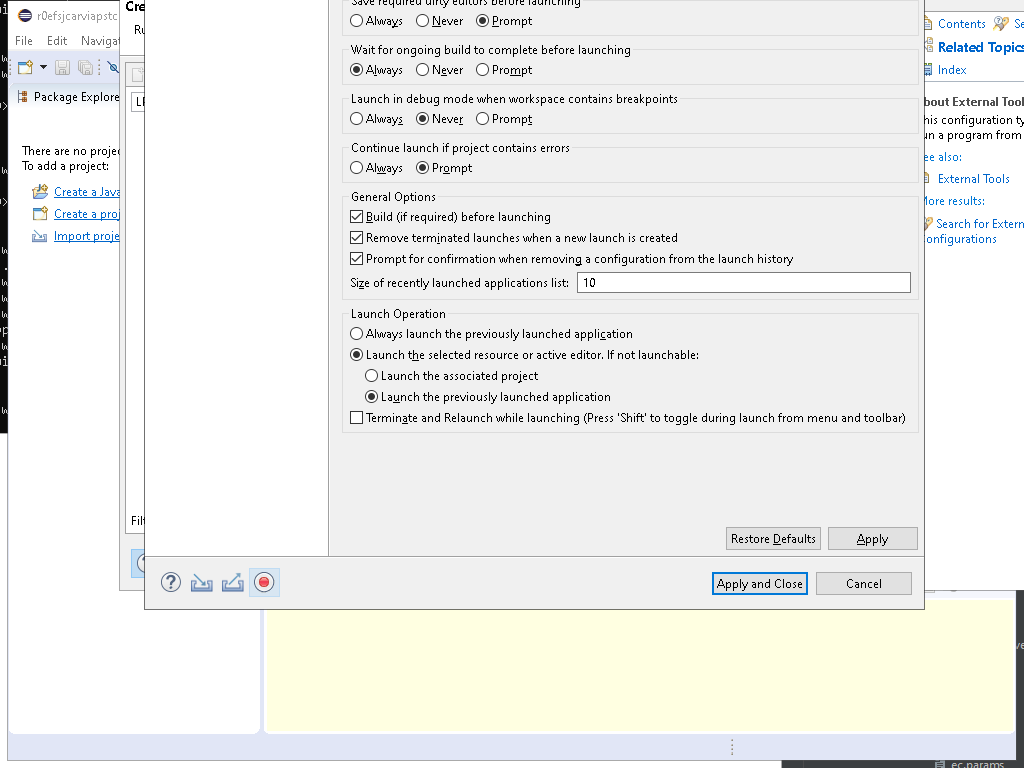 r0efsjcarviapstc
File Edit Navigat
Package Explore
There are no projec
To add a project:
Create a Java
Create a proj
Import proje
Cre
Ru
Filt
Save required dirty editors before launching
Always Never Prompt
Wait for ongoing build to complete before launching
Always Never Prompt
Launch in debug mode when workspace contains breakpoints
Always Never Prompt
Continue launch if project contains errors
Always Prompt
General Options
Build (if required) before launching
Remove terminated launches when a new launch is created
Prompt for confirmation when removing a configuration from the launch history
Size of recently launched applications list: 10
Launch Operation
Always launch the previously launched application
Launch the selected resource or active editor. If not launchable:
Launch the associated project
Launch the previously launched application
Terminate and Relaunch while launching (Press 'Shift' to toggle during launch from menu and toolbar)
Restore Defaults Apply
Apply and Close Cancel
Contents Se
Related Topics
Index
bout External Tool
his configuration ty
un a program from
ee also:
External Tools
More results:
Search for Extern
onfigurations
ec.params